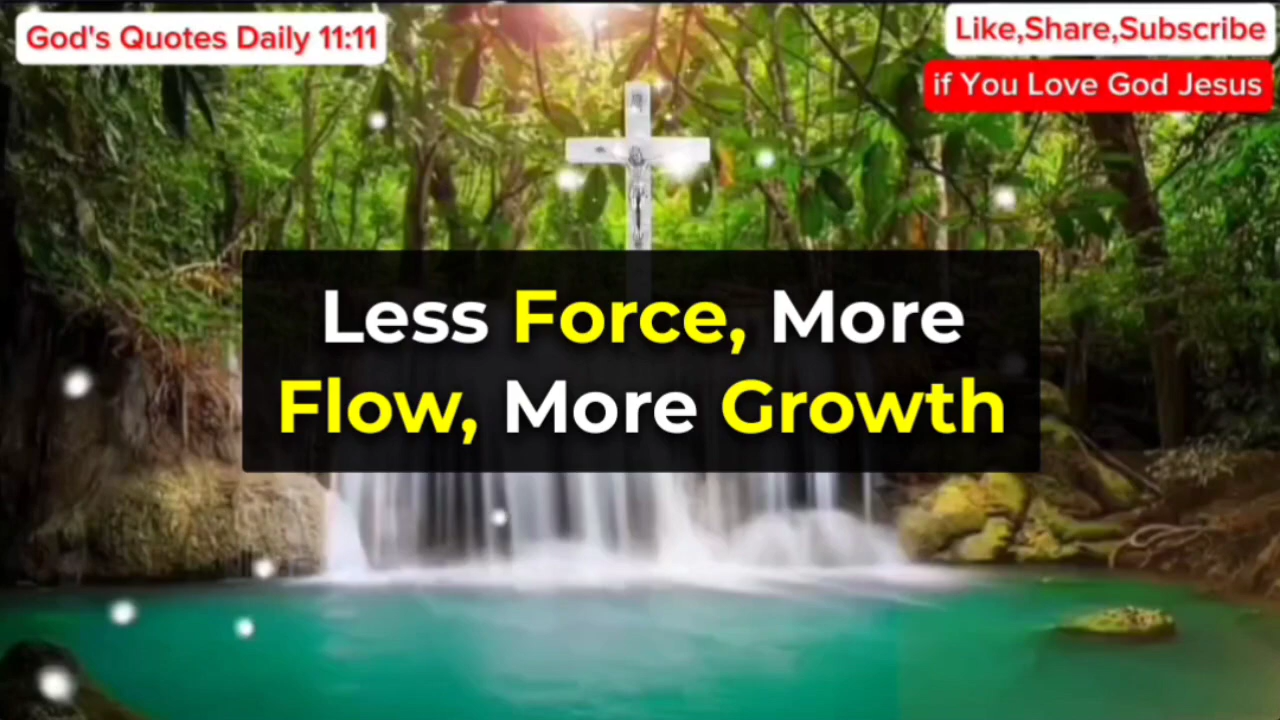 God's Quotes Daily 11:11
Like,Share,Subscribe
if You Love God Jesus
Less Force, More
Flow, More Growth